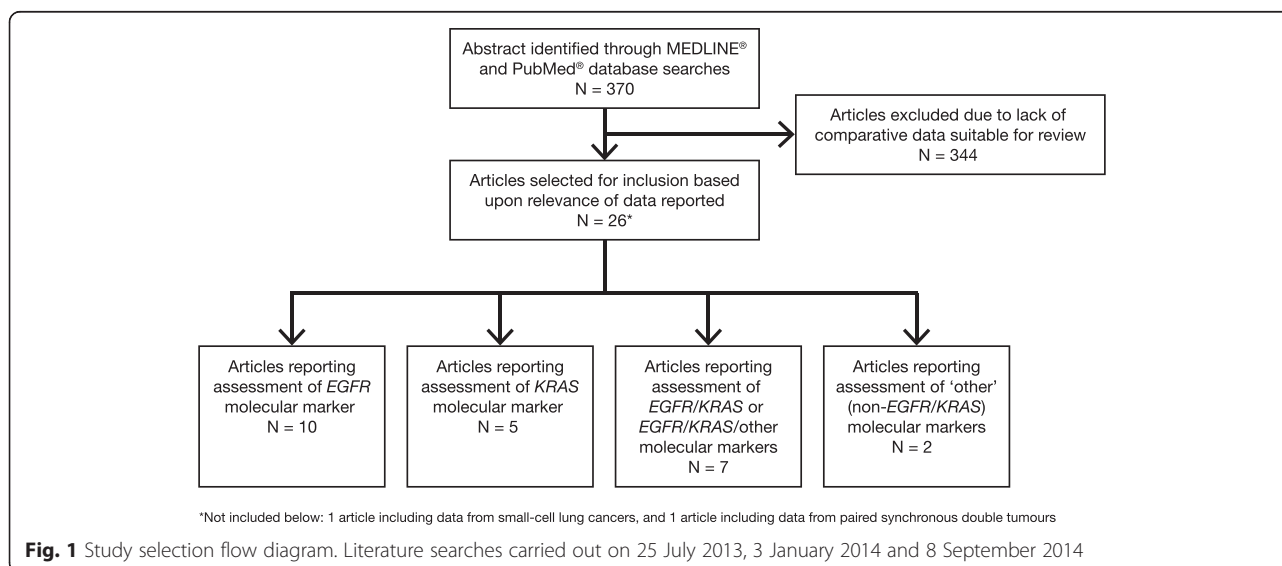 Abstract identified through MEDLINE®
and PubMed® database searches
N = 370
Articles excluded due to lack of
comparative data suitable for review
N = 344
Articles selected for inclusion based
upon relevance of data reported
N = 26*
Articles reporting
assessment of EGFR
molecular marker
N = 10
Articles reporting
assessment of KRAS
molecular marker
N = 5
Articles reporting
assessment of
EGFR/KRAS or
EGFR/KRAS/other
molecular markers
N = 7
Articles reporting
assessment of ‘other’
(non-EGFR/KRAS)
molecular markers
N = 2
*Not included below: 1 article including data from small-cell lung cancers, and 1 article including data from paired synchronous double tumours
Fig. 1 Study selection flow diagram. Literature searches carried out on 25 July 2013, 3 January 2014 and 8 September 2014